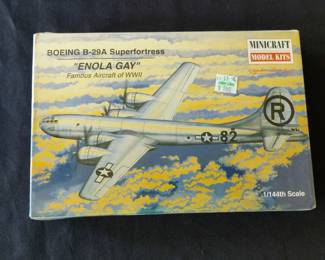 BOEING B-29A Superfortress
"ENOLA GAY"
Famous Aircraft of WWII
MINICRAFT
MODEL KITS
R
82
1/144th Scale